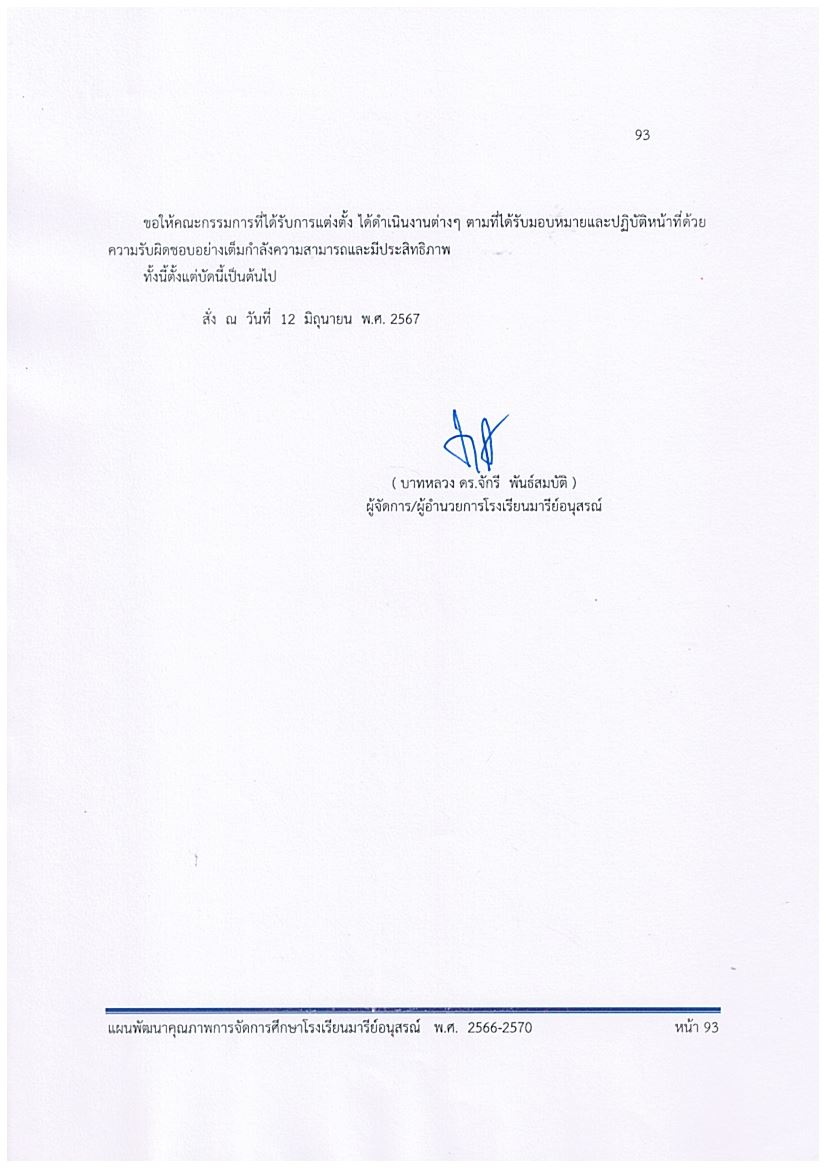 93
ขอให้คณะกรรมการที่ได้รับการแต่งตั้ง ได้ดำเนินงานต่างๆ ตามที่ได้รับมอบหมายและปฏิบัติหน้าที่ด้วย
ความรับผิดชอบอย่างเต็มกำลังความสามารถและมีประสิทธิภาพ
ทั้งนี้ตั้งแต่บัดนี้เป็นต้นไป
สั่ง ณ วันที่ 12 มิถุนายน พ.ศ. 2567
( บาทหลวง ดร.จักรี พันธ์สมบัติ )
ผู้จัดการ/ผู้อำนวยการโรงเรียนมารีย์อนุสรณ์
แผนพัฒนาคุณภาพการจัดการศึกษาโรงเรียนมารีย์อนุสรณ์ พ.ศ. 2566-2570 หน้า 93